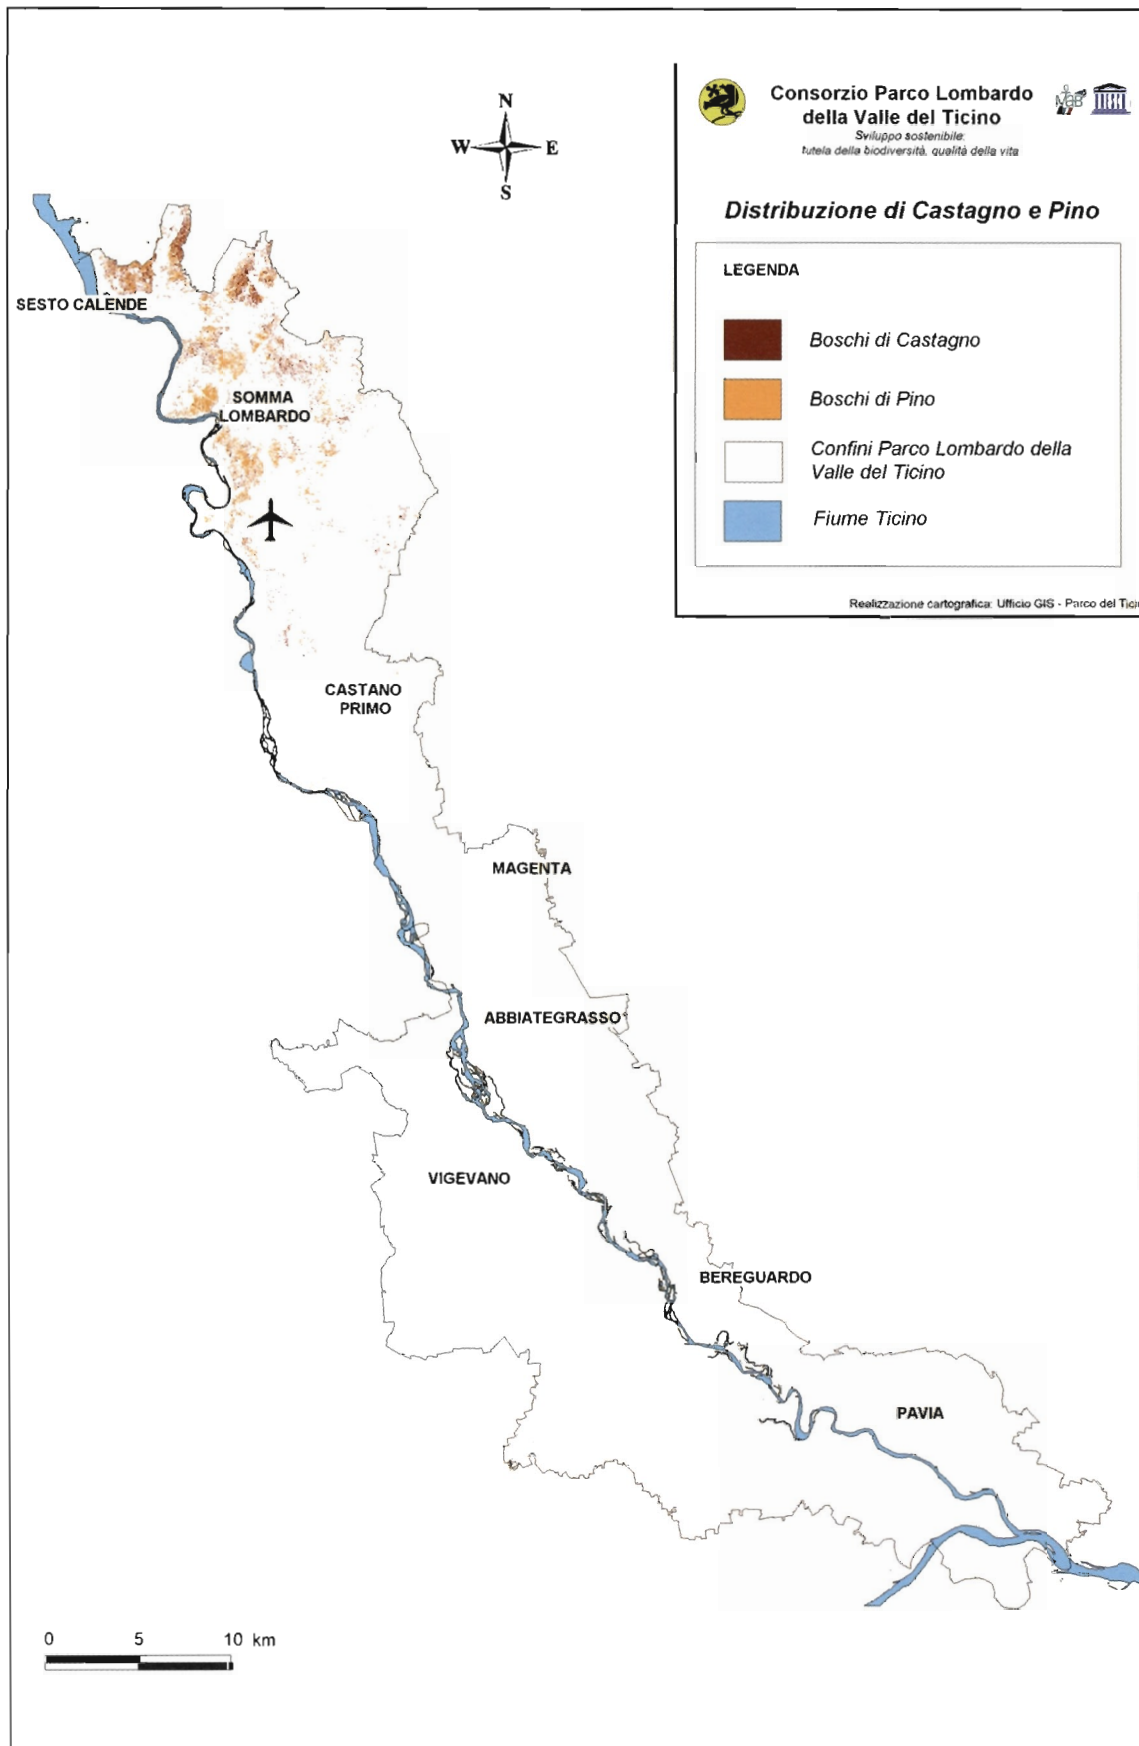 N
W E
S
Consorzio Parco Lombardo
della Valle del Ticino
Sviluppo sostenibile:
tutela della biodiversità, qualità della vita
MaB
Distribuzione di Castagno e Pino
LEGENDA
Boschi di Castagno
Boschi di Pino
Confini Parco Lombardo della
Valle del Ticino
Fiume Ticino
Realizzazione cartografica: Ufficio GIS - Parco del Tici
SESTO CALENDE
SOMMA
LOMBARDO
CASTANO
PRIMO
MAGENTA
ABBIATEGRASSO
VIGEVANO
BEREGUARDO
PAVIA
0 5 10 km